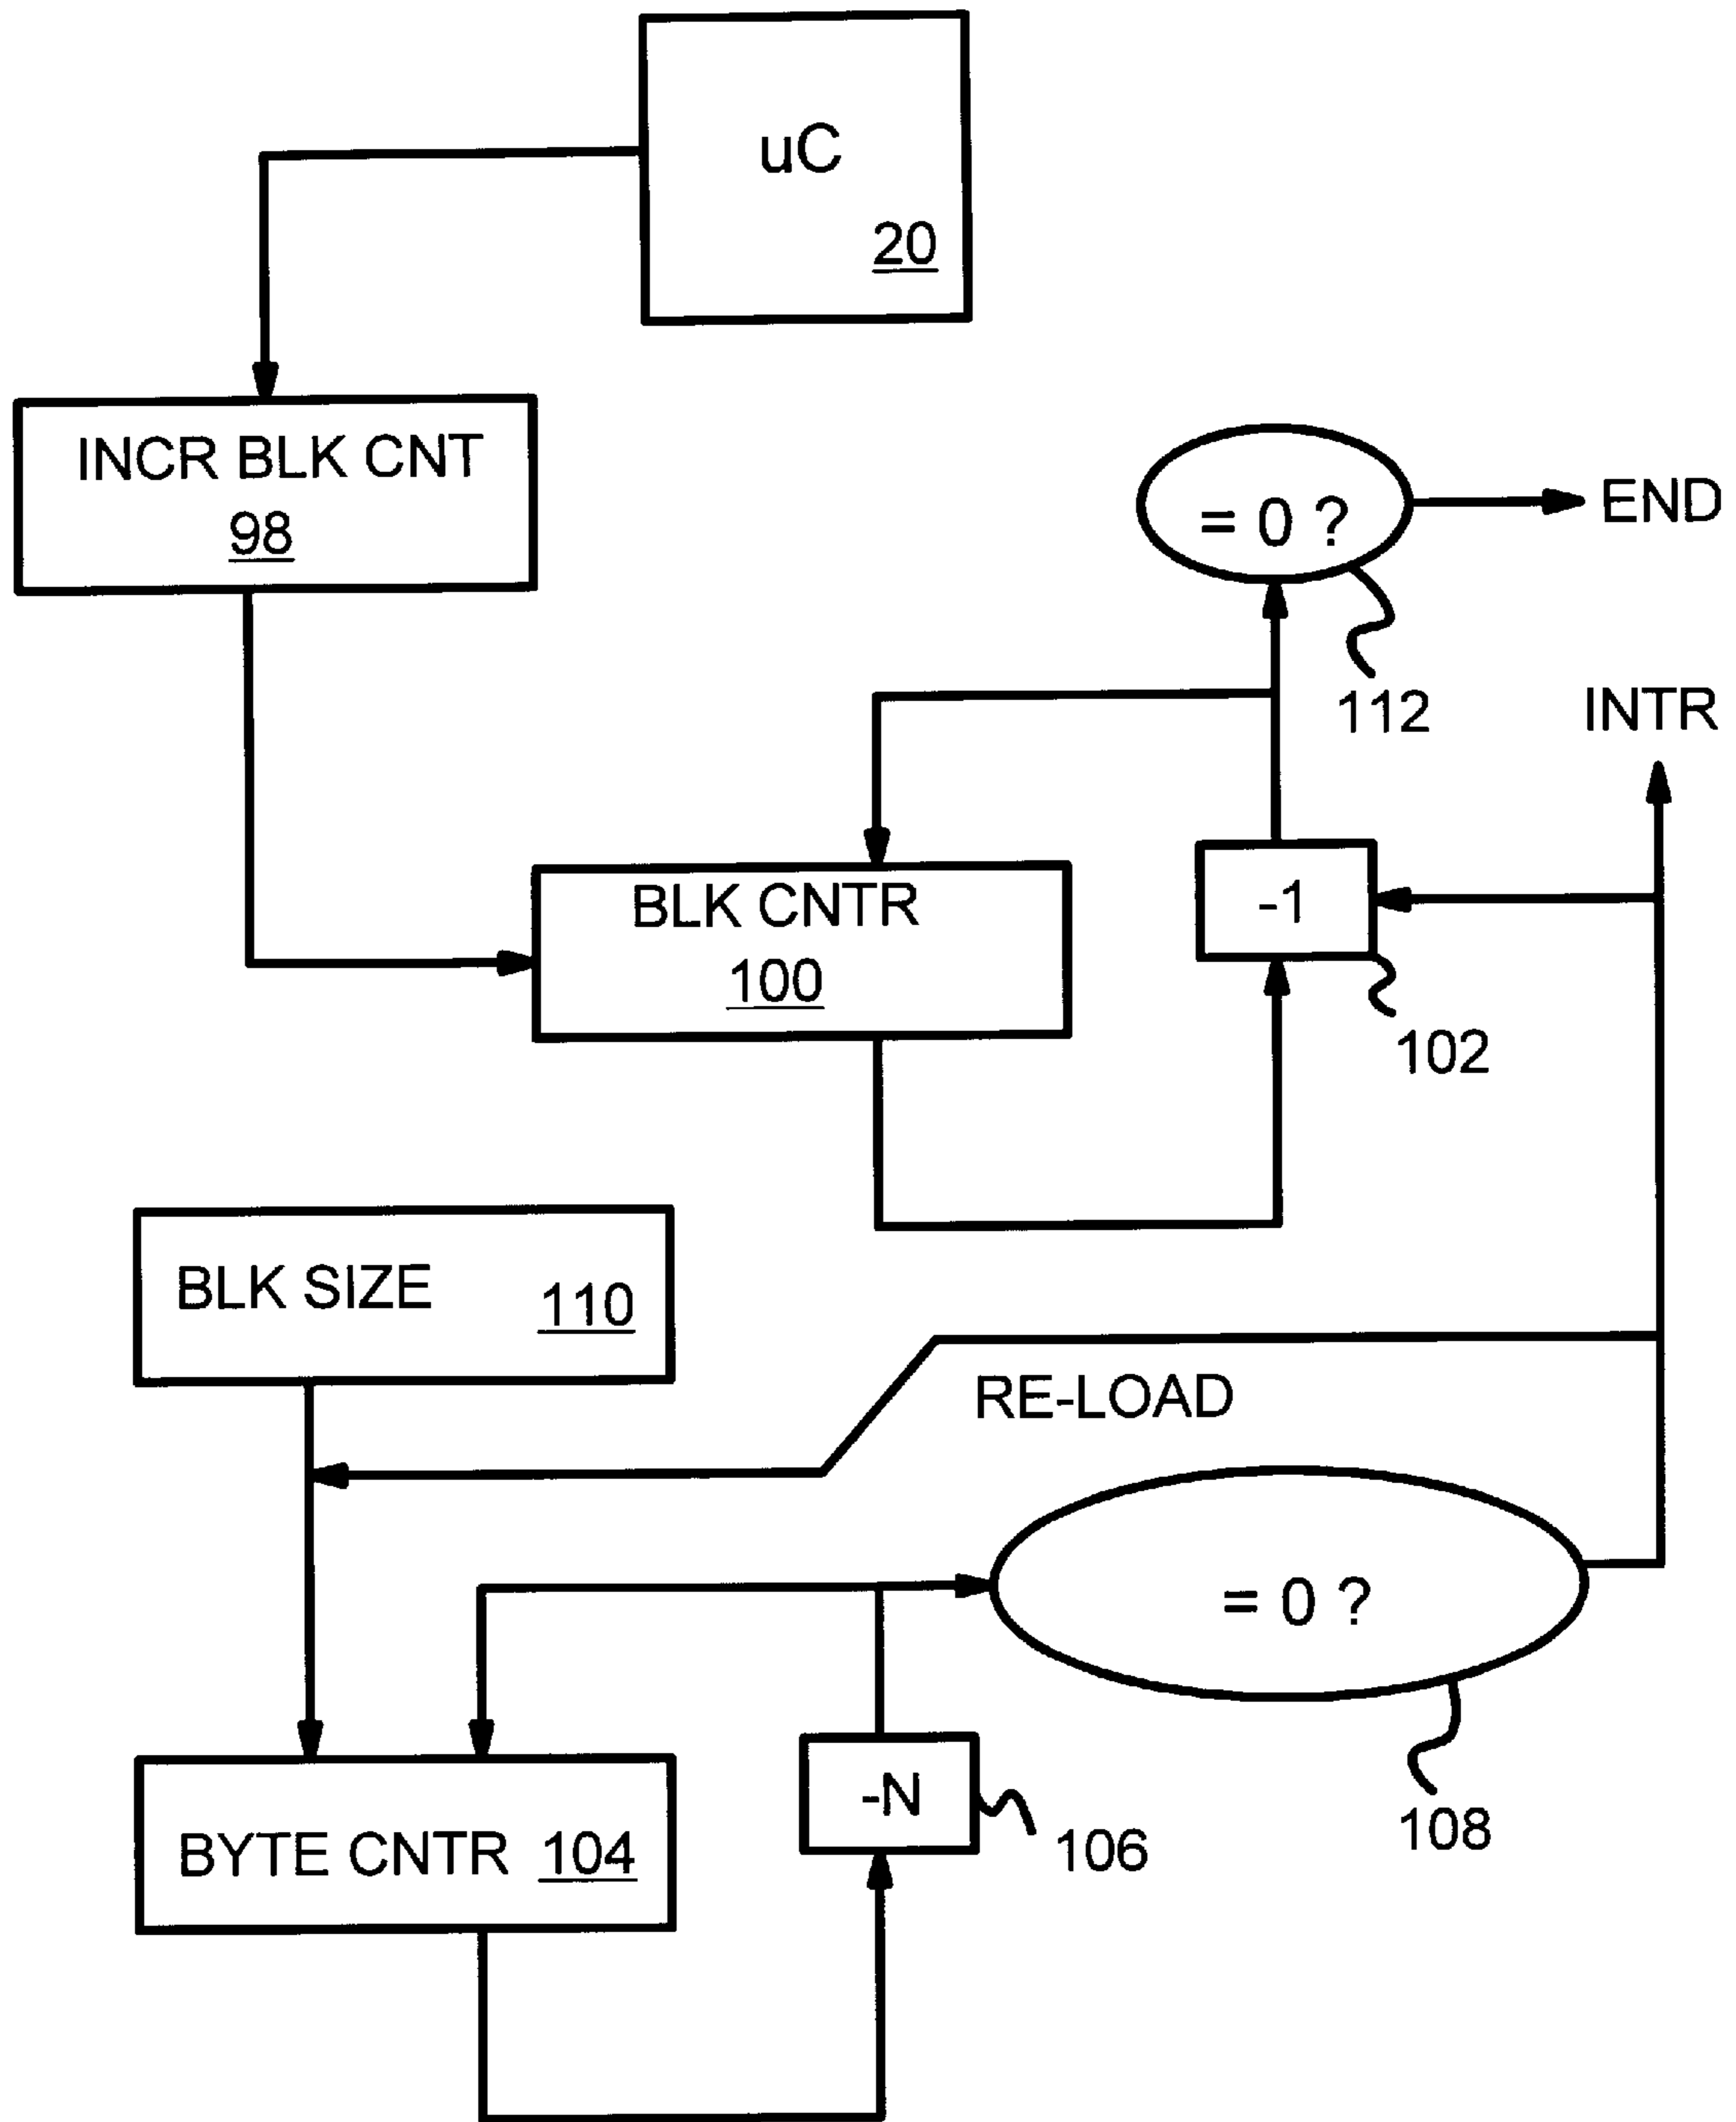 uC
20
INCR BLK CNT
98
= 0 ?
END
112
INTR
BLK CNTR
100
-1
102
BLK SIZE 110
RE-LOAD
= 0 ?
-N
BYTE CNTR 104
106
108